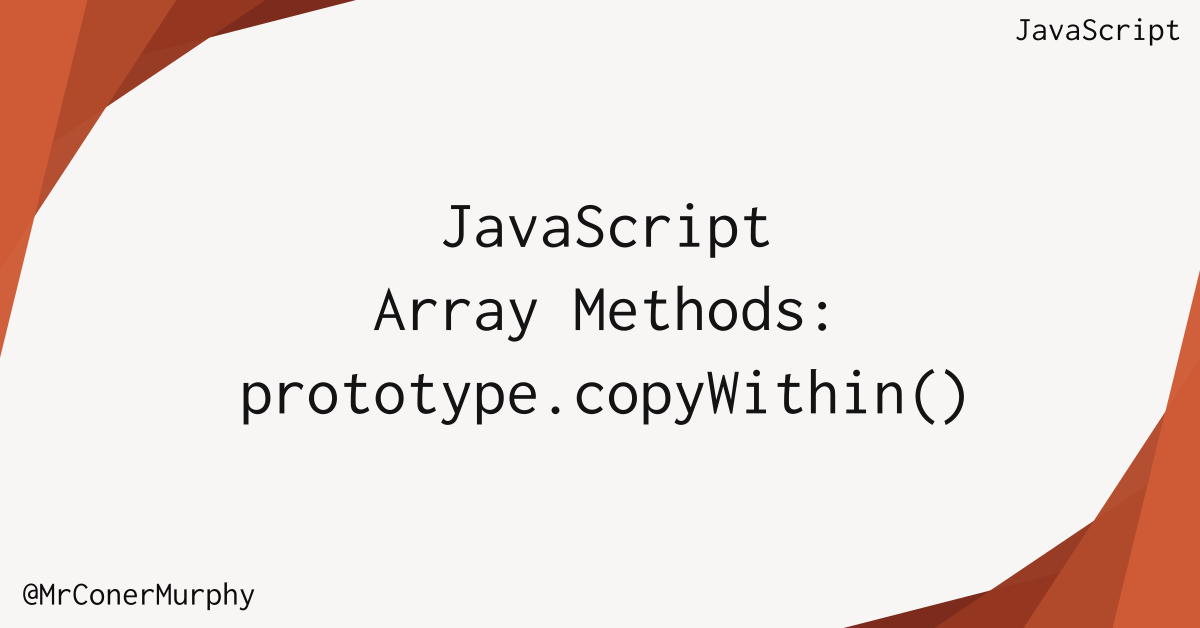 JavaScript
JavaScript
Array Methods:
prototype.copyWithin()
@MrConerMurphy